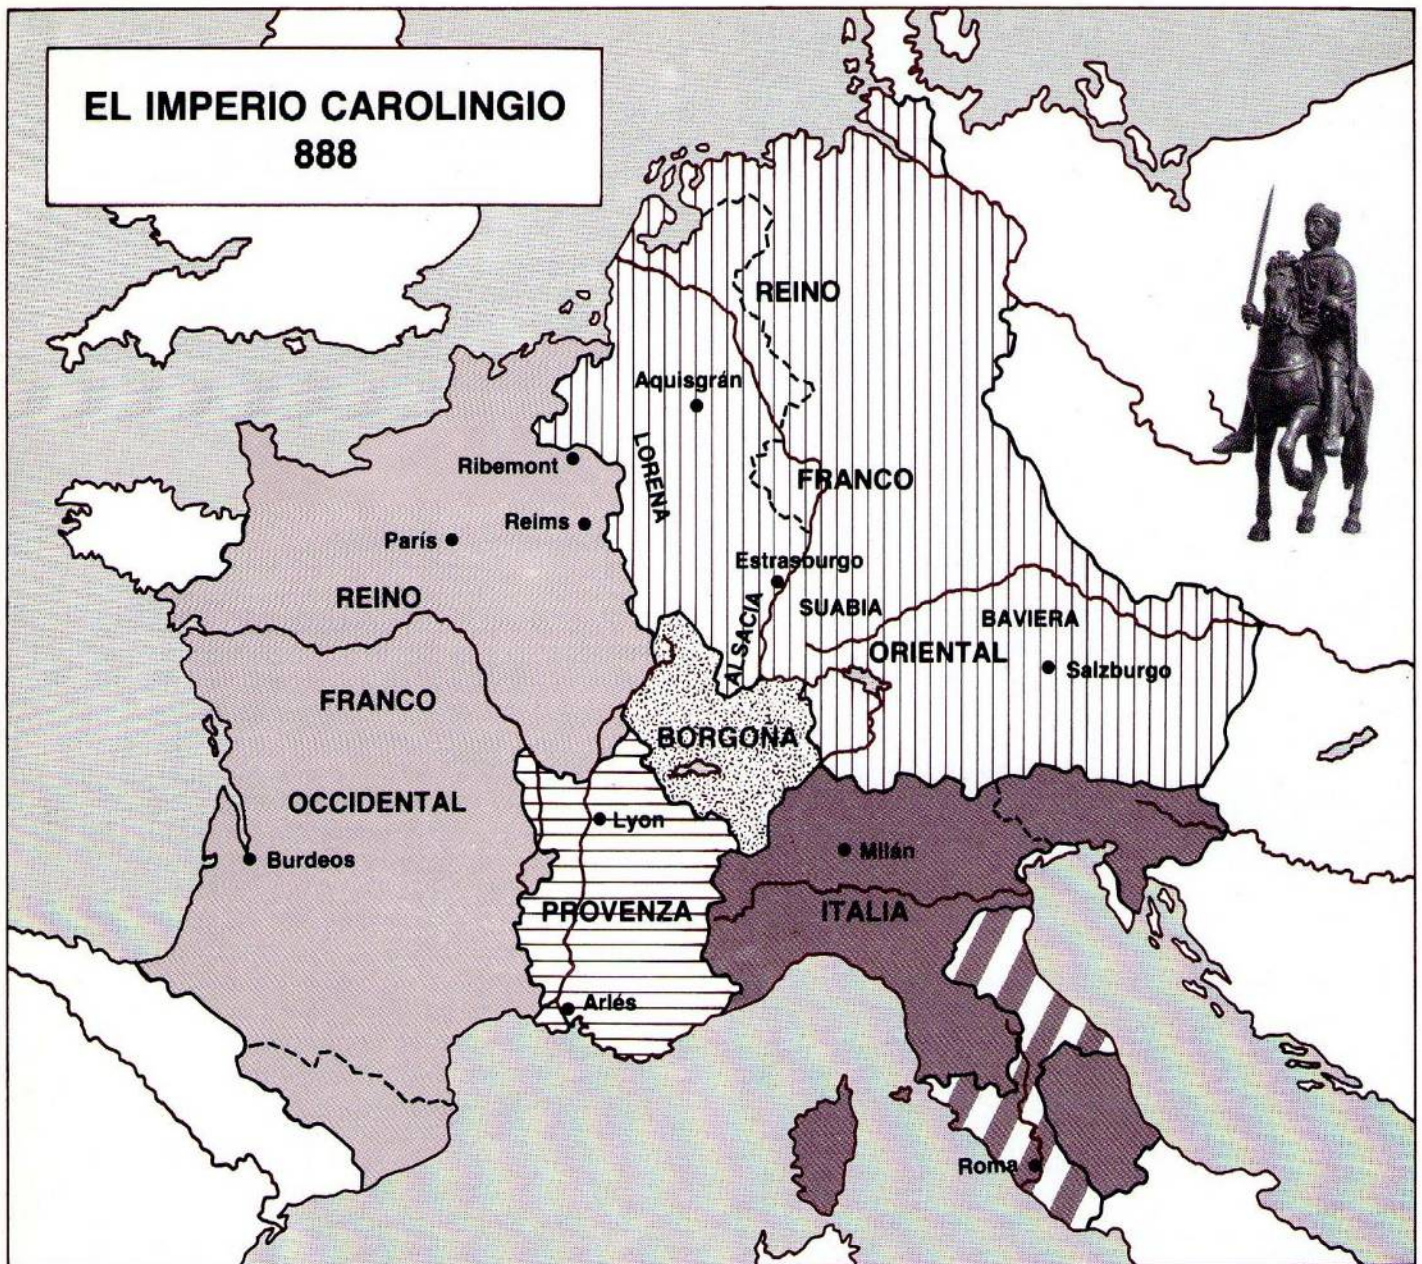 EL IMPERIO CAROLINGIO
888
REINO
Aquisgrán
LORENA
Ribemont
FRANCO
Reims
París
Estrasburgo
REINO
ALSACIA
SUABIA
BAVIERA
ORIENTAL
Salzburgo
FRANCO
BORGOÑA
OCCIDENTAL
Lyon
Burdeos
Milán
PROVENZA
ITALIA
Arlés
Roma